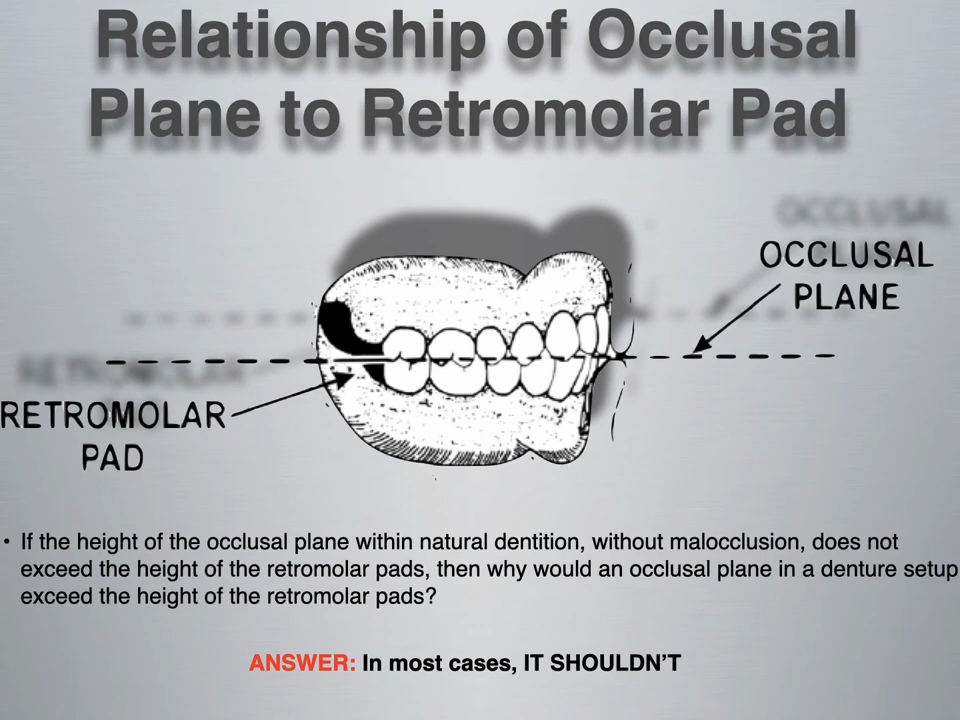 Relationship of Occlusal
Plane to Retromolar Pad
OCCLUSAL
PLANE
RETROMOLAR
PAD
• If the height of the occlusal plane within natural dentition, without malocclusion, does not
exceed the height of the retromolar pads, then why would an occlusal plane in a denture setup
exceed the height of the retromolar pads?
ANSWER: In most cases, IT SHOULDN’T